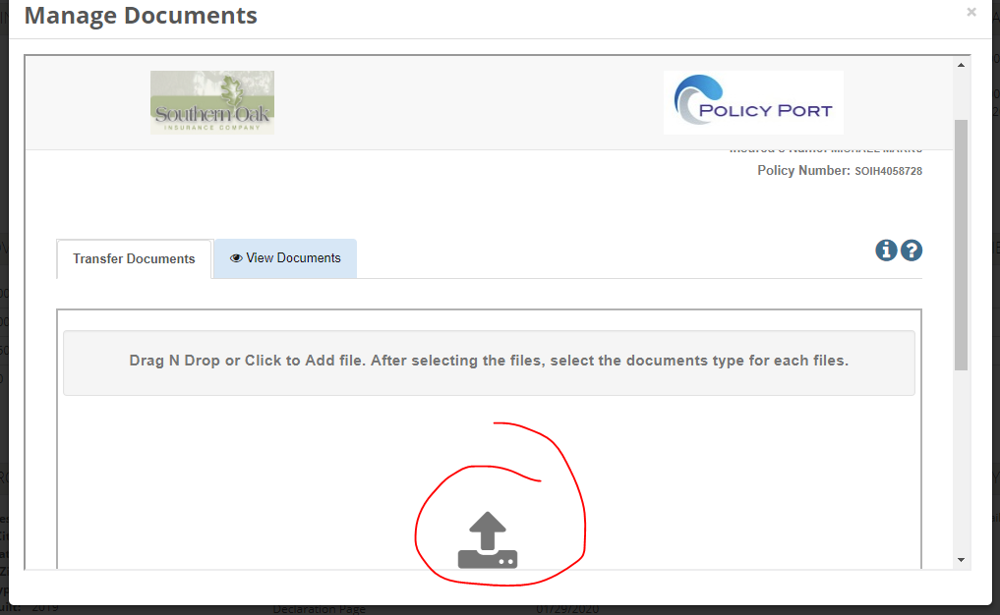 Manage Documents
×
Southern Oak
INSURANCE COMPANY
POLICY PORT
Policy Number: SOIH4058728
Transfer Documents
View Documents
Drag N Drop or Click to Add file. After selecting the files, select the documents type for each files.
2019
Declaration Page
01/29/2020